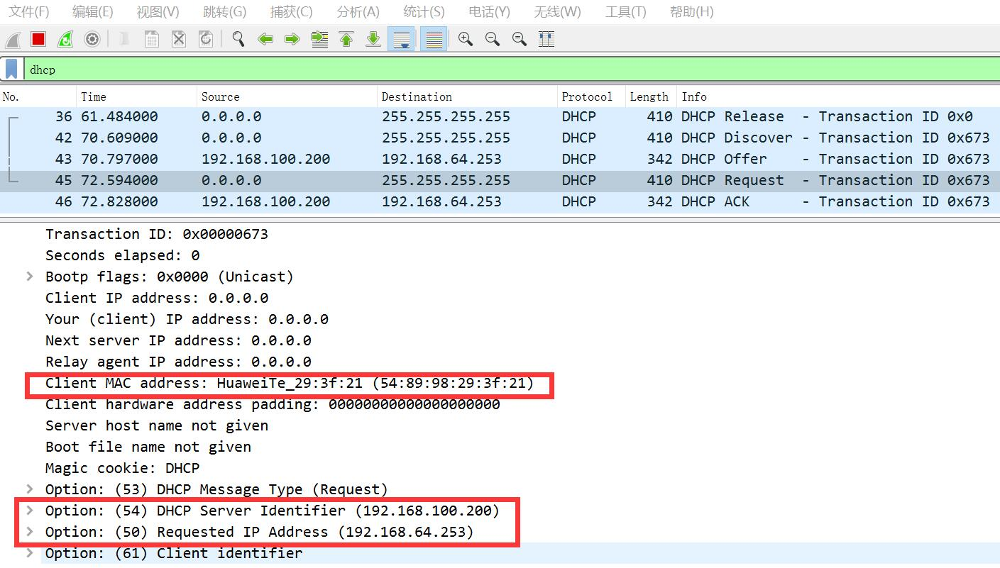 文件(F) 编辑(E) 视图(V) 跳转(G) 捕获(C) 分析(A) 统计(S) 电话(Y) 无线(W) 工具(T) 帮助(H)
dhcp
No. Time Source Destination Protocol Length Info
36 61.484000 0.0.0.0 255.255.255.255 DHCP 410 DHCP Release - Transaction ID 0x0
42 70.609000 0.0.0.0 255.255.255.255 DHCP 410 DHCP Discover - Transaction ID 0x673
43 70.797000 192.168.100.200 192.168.64.253 DHCP 342 DHCP Offer - Transaction ID 0x673
45 72.594000 0.0.0.0 255.255.255.255 DHCP 410 DHCP Request - Transaction ID 0x673
46 72.828000 192.168.100.200 192.168.64.253 DHCP 342 DHCP ACK - Transaction ID 0x673
Transaction ID: 0x00000673
Seconds elapsed: 0
Bootp flags: 0x0000 (Unicast)
Client IP address: 0.0.0.0
Your (client) IP address: 0.0.0.0
Next server IP address: 0.0.0.0
Relay agent IP address: 0.0.0.0
Client MAC address: HuaweiTe_29:3f:21 (54:89:98:29:3f:21)
Client hardware address padding: 00000000000000000000
Server host name not given
Boot file name not given
Magic cookie: DHCP
Option: (53) DHCP Message Type (Request)
Option: (54) DHCP Server Identifier (192.168.100.200)
Option: (50) Requested IP Address (192.168.64.253)
Option: (61) Client identifier